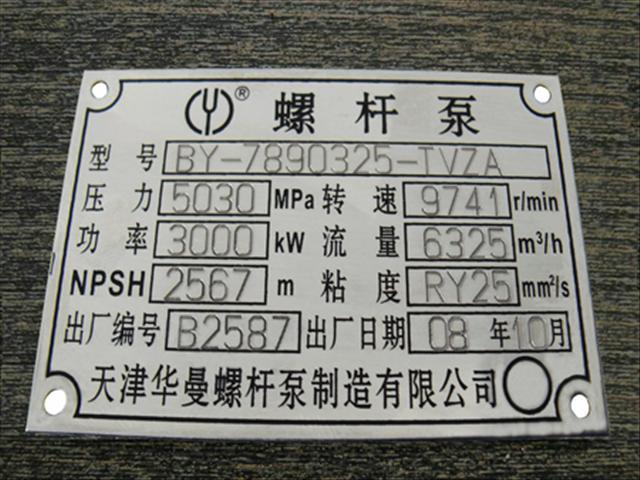 ® 螺杆泵
型号 BY-7890325-TVZA
压力 5030 MPa 转速 9741 r/min
功率 3000 kW 流量 6325 m³/h
NPSH 2567 m 粘度 RY25 mm²/s
出厂编号 B2587 出厂日期 08 年 10 月
天津华曼螺杆泵制造有限公司